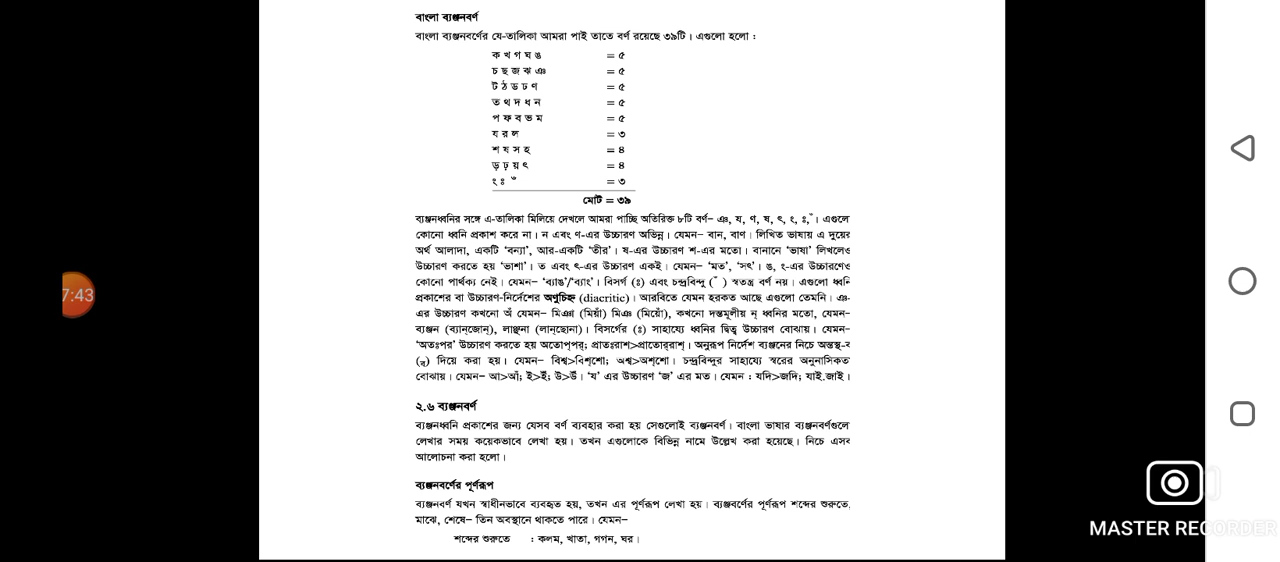 বাংলা ব্যঞ্জনবর্ণ
বাংলা ব্যঞ্জনবর্ণের যে-তালিকা আমরা পাই তাতে বর্ণ রয়েছে ৩৯টি। এগুলো হলো :
ক খ গ ঘ ঙ = ৫
চ ছ জ ঝ ঞ = ৫
ট ঠ ড ঢ ণ = ৫
ত থ দ ধ ন = ৫
প ফ ব ভ ম = ৫
য র ল = ৩
শ ষ স হ = ৪
ড় ঢ় য় ৎ = ৪
ং ঃ ঁ = ৩
মোট = ৩৯
ব্যঞ্জনধ্বনির সঙ্গে এ-তালিকা মিলিয়ে দেখলে আমরা পাচ্ছি অতিরিক্ত ৮টি বর্ণ– ঞ, য, ণ, ষ, ৎ, ং, ঃ, ঁ। এগুলো
কোনো ধ্বনি প্রকাশ করে না। ন এবং ণ-এর উচ্চারণ অভিন্ন। যেমন– বান, বাণ। লিখিত ভাষায় এ দুয়ের
অর্থ আলাদা, একটি ‘বন্যা’, আর-একটি ‘তীর’। ষ-এর উচ্চারণ শ-এর মতো। বানানে ‘ভাষা’ লিখলেও
উচ্চারণ করতে হয় ‘ভাশা’। ত এবং ৎ-এর উচ্চারণ একই। যেমন– ‘মত’, ‘সৎ’। ঙ, ং-এর উচ্চারণেও
কোনো পার্থক্য নেই। যেমন– ‘ব্যাঙ’/‘ব্যাং’। বিসর্গ (ঃ) এবং চন্দ্রবিন্দু ( ঁ ) স্বতন্ত্র বর্ণ নয়। এগুলো ধ্বনি
প্রকাশের বা উচ্চারণ-নির্দেশের অণুচিহ্ন (diacritic)। আরবিতে যেমন হরকত আছে এগুলো তেমনি। ঞ-
এর উচ্চারণ কখনো অঁ যেমন– মিঞা (মিয়াঁ) মিঞ (মিয়োঁ), কখনো দন্তমূলীয় ন্ ধ্বনির মতো, যেমন–
ব্যঞ্জন (ব্যান্‌জোন্), লাঞ্ছনা (লান্‌ছোনা)। বিসর্গের (ঃ) সাহায্যে ধ্বনির দ্বিত্ব উচ্চারণ বোঝায়। যেমন–
‘অতঃপর’ উচ্চারণ করতে হয় অতোপ্‌পর্; প্রাতঃরাশ>প্রাতোর্‌রাশ্। অনুরূপ নির্দেশ ব্যঞ্জনের নিচে অন্তস্থ-ব
(্ব) দিয়ে করা হয়। যেমন– বিশ্ব>বিশ্‌শো; অশ্ব>অশ্‌শো। চন্দ্রবিন্দুর সাহায্যে স্বরের অনুনাসিকতা
বোঝায়। যেমন– আ>আঁ; ই>ইঁ; উ>উঁ। ‘য’ এর উচ্চারণ ‘জ’ এর মত। যেমন : যদি>জদি; যাই.জাই।
২.৬ ব্যঞ্জনবর্ণ
ব্যঞ্জনধ্বনি প্রকাশের জন্য যেসব বর্ণ ব্যবহার করা হয় সেগুলোই ব্যঞ্জনবর্ণ। বাংলা ভাষার ব্যঞ্জনবর্ণগুলো
লেখার সময় কয়েকভাবে লেখা হয়। তখন এগুলোকে বিভিন্ন নামে উল্লেখ করা হয়েছে। নিচে এসব
আলোচনা করা হলো।
ব্যঞ্জনবর্ণের পূর্ণরূপ
ব্যঞ্জনবর্ণ যখন স্বাধীনভাবে ব্যবহৃত হয়, তখন এর পূর্ণরূপ লেখা হয়। ব্যঞ্জবর্ণের পূর্ণরূপ শব্দের শুরুতে,
মাঝে, শেষে– তিন অবস্থানে থাকতে পারে। যেমন–
শব্দের শুরুতে : কলম, খাতা, গগন, ঘর।
7:43
MASTER RECORDER